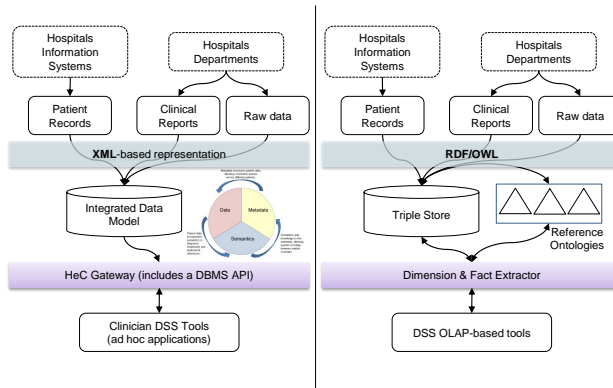 Hospitals
Information
Systems
Hospitals
Departments
Patient
Records
Clinical
Reports
Raw data
XML-based representation
Integrated Data
Model
Data
Metadata
Semantics
HeC Gateway (includes a DBMS API)
Clinician DSS Tools
(ad hoc applications)
Hospitals
Information
Systems
Hospitals
Departments
Patient
Records
Clinical
Reports
Raw data
RDF/OWL
Triple Store
Reference
Ontologies
Dimension & Fact Extractor
DSS OLAP-based tools